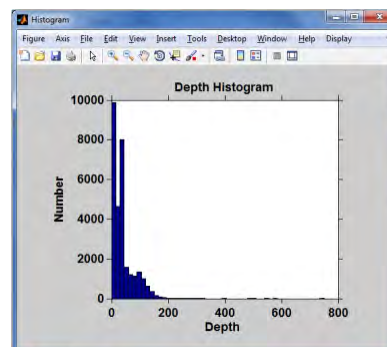 Histogram
Figure Axis File Edit View Insert Tools Desktop Window Help Display
Depth Histogram
10000
8000
6000
4000
2000
0
Number
0 200 400 600 800
Depth